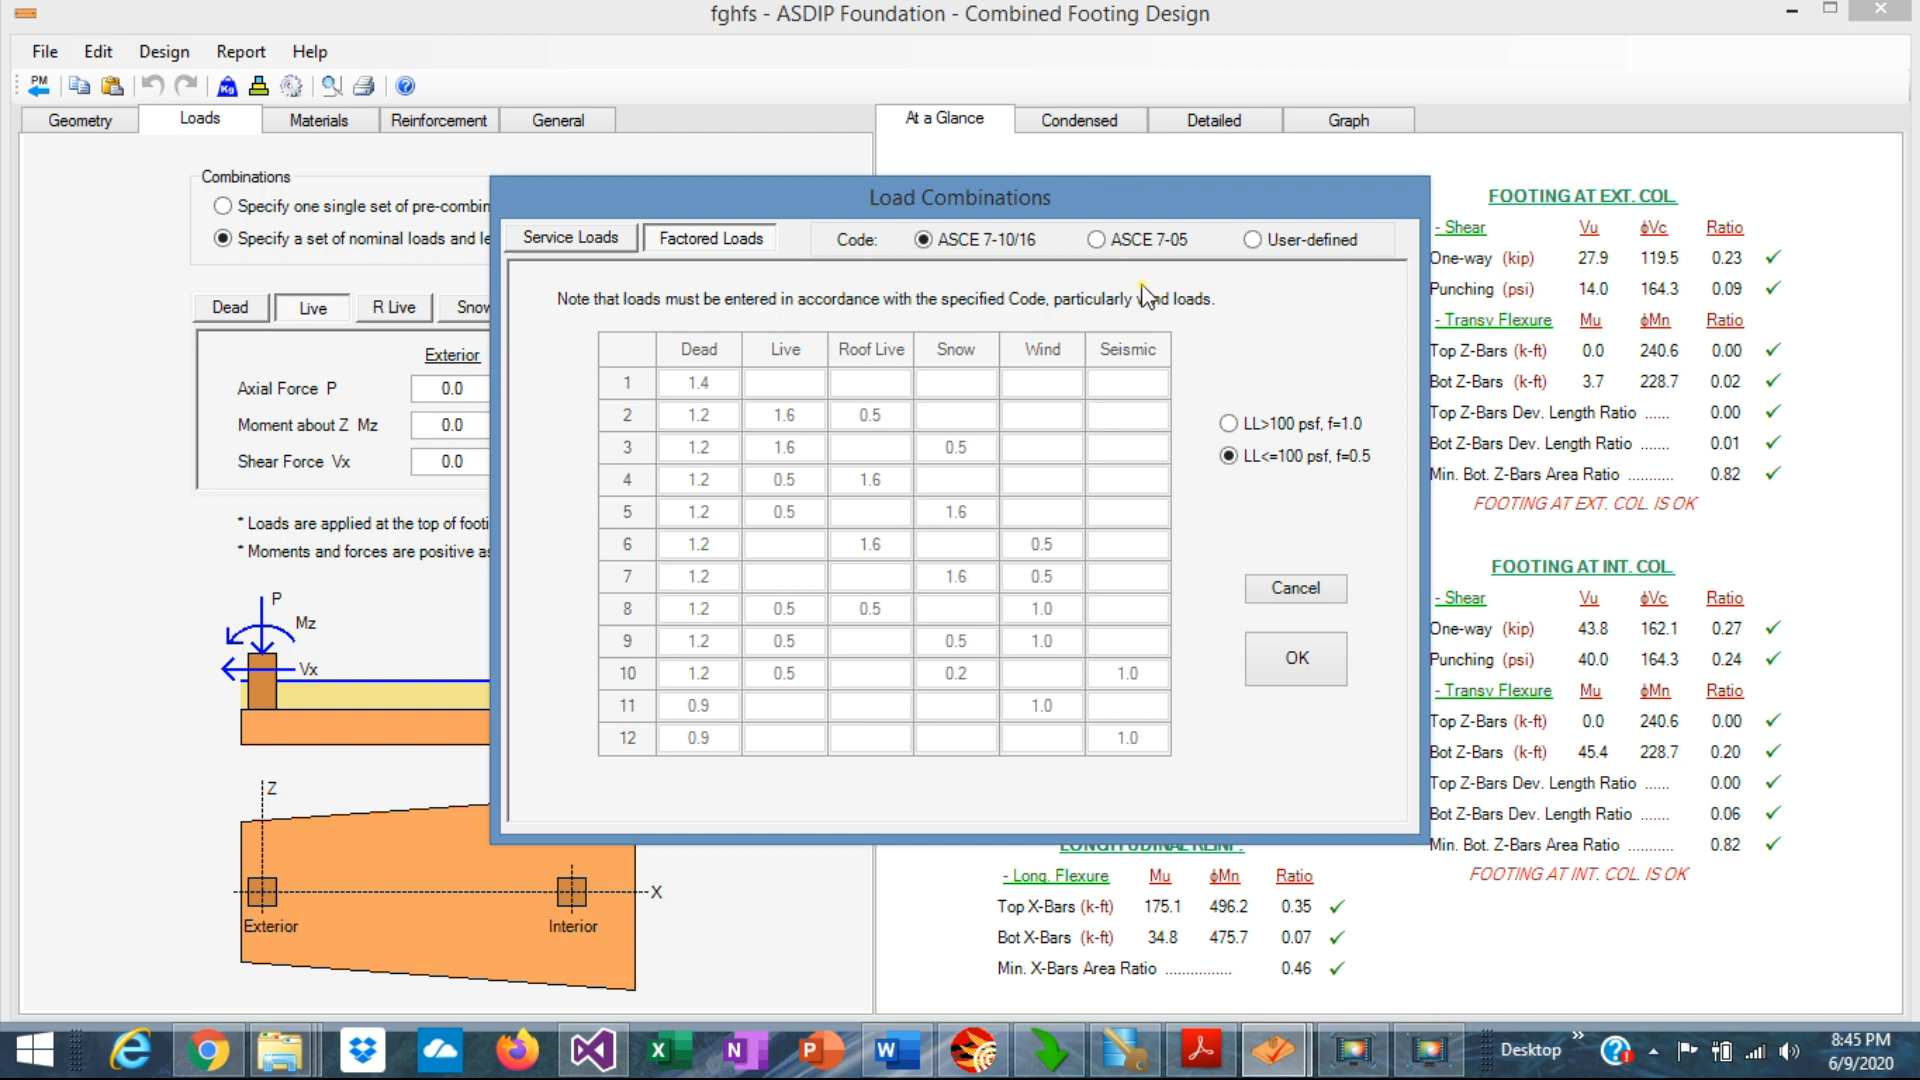 fghfs - ASDIP Foundation - Combined Footing Design
File Edit Design Report Help
PM Kg
Geometry Loads Materials Reinforcement General
At a Glance Condensed Detailed Graph
Combinations
Specify one single set of pre-combin
Specify a set of nominal loads and le
Dead Live R Live Snow
Exterior
Axial Force P 0.0
Moment about Z Mz 0.0
Shear Force Vx 0.0
* Loads are applied at the top of footi
* Moments and forces are positive as
P
Mz
Vx
Z
X
Exterior Interior
Load Combinations
Service Loads Factored Loads Code: ASCE 7-10/16 ASCE 7-05 User-defined
Note that loads must be entered in accordance with the specified Code, particularly wind loads.
Dead Live Roof Live Snow Wind Seismic
1 1.4
2 1.2 1.6 0.5
3 1.2 1.6 0.5
4 1.2 0.5 1.6
5 1.2 0.5 1.6
6 1.2 1.6 0.5
7 1.2 1.6 0.5
8 1.2 0.5 0.5 1.0
9 1.2 0.5 0.5 1.0
10 1.2 0.5 0.2 1.0
11 0.9 1.0
12 0.9 1.0
LL>100 psf, f=1.0
LL<=100 psf, f=0.5
Cancel
OK
FOOTING AT EXT. COL.
- Shear Vu ϕVc Ratio
One-way (kip) 27.9 119.5 0.23 ✓
Punching (psi) 14.0 164.3 0.09 ✓
- Transv Flexure Mu ϕMn Ratio
Top Z-Bars (k-ft) 0.0 240.6 0.00 ✓
Bot Z-Bars (k-ft) 3.7 228.7 0.02 ✓
Top Z-Bars Dev. Length Ratio ...... 0.00 ✓
Bot Z-Bars Dev. Length Ratio ....... 0.01 ✓
Min. Bot. Z-Bars Area Ratio ........... 0.82 ✓
FOOTING AT EXT. COL. IS OK
FOOTING AT INT. COL.
- Shear Vu ϕVc Ratio
One-way (kip) 43.8 162.1 0.27 ✓
Punching (psi) 40.0 164.3 0.24 ✓
- Transv Flexure Mu ϕMn Ratio
Top Z-Bars (k-ft) 0.0 240.6 0.00 ✓
Bot Z-Bars (k-ft) 45.4 228.7 0.20 ✓
Top Z-Bars Dev. Length Ratio ...... 0.00 ✓
Bot Z-Bars Dev. Length Ratio ....... 0.06 ✓
Min. Bot. Z-Bars Area Ratio ........... 0.82 ✓
FOOTING AT INT. COL. IS OK
LONGITUDINAL REINF.
- Long. Flexure Mu ϕMn Ratio
Top X-Bars (k-ft) 175.1 496.2 0.35 ✓
Bot X-Bars (k-ft) 34.8 475.7 0.07 ✓
Min. X-Bars Area Ratio ................ 0.46 ✓
Desktop
8:45 PM
6/9/2020